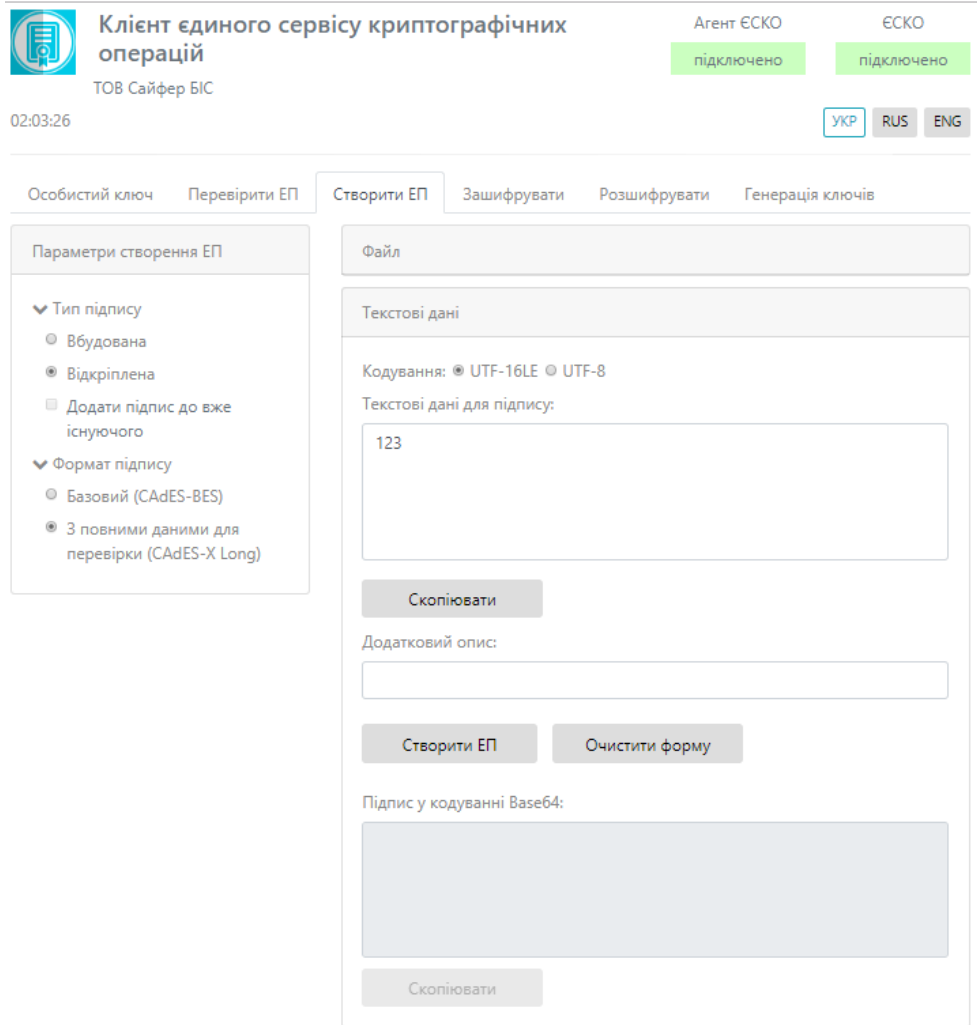 Клієнт єдиного сервісу криптографічних
операцій
ТОВ Сайфер БІС
Агент ЄСКО
ЄСКО
підключено
підключено
02:03:26
УКР
RUS
ENG
Особистий ключ
Перевірити ЕП
Створити ЕП
Зашифрувати
Розшифрувати
Генерація ключів
Параметри створення ЕП
Тип підпису
Вбудована
Відкріплена
Додати підпис до вже
існуючого
Формат підпису
Базовий (CAdES-BES)
З повними даними для
перевірки (CAdES-X Long)
Файл
Текстові дані
Кодування: UTF-16LE UTF-8
Текстові дані для підпису:
123
Скопіювати
Додатковий опис:
Створити ЕП
Очистити форму
Підпис у кодуванні Base64:
Скопіювати